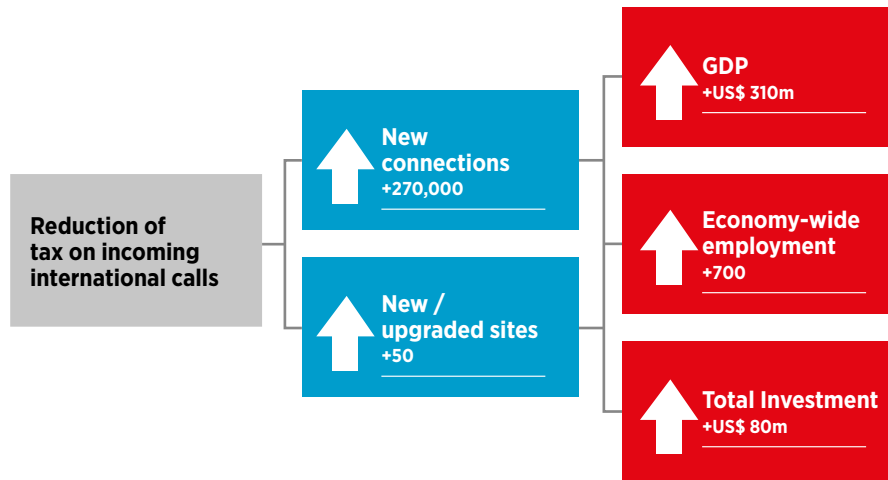 Reduction of
tax on incoming
international calls
New
connections
+270,000
New /
upgraded sites
+50
GDP
+US$ 310m
Economy-wide
employment
+700
Total Investment
+US$ 80m